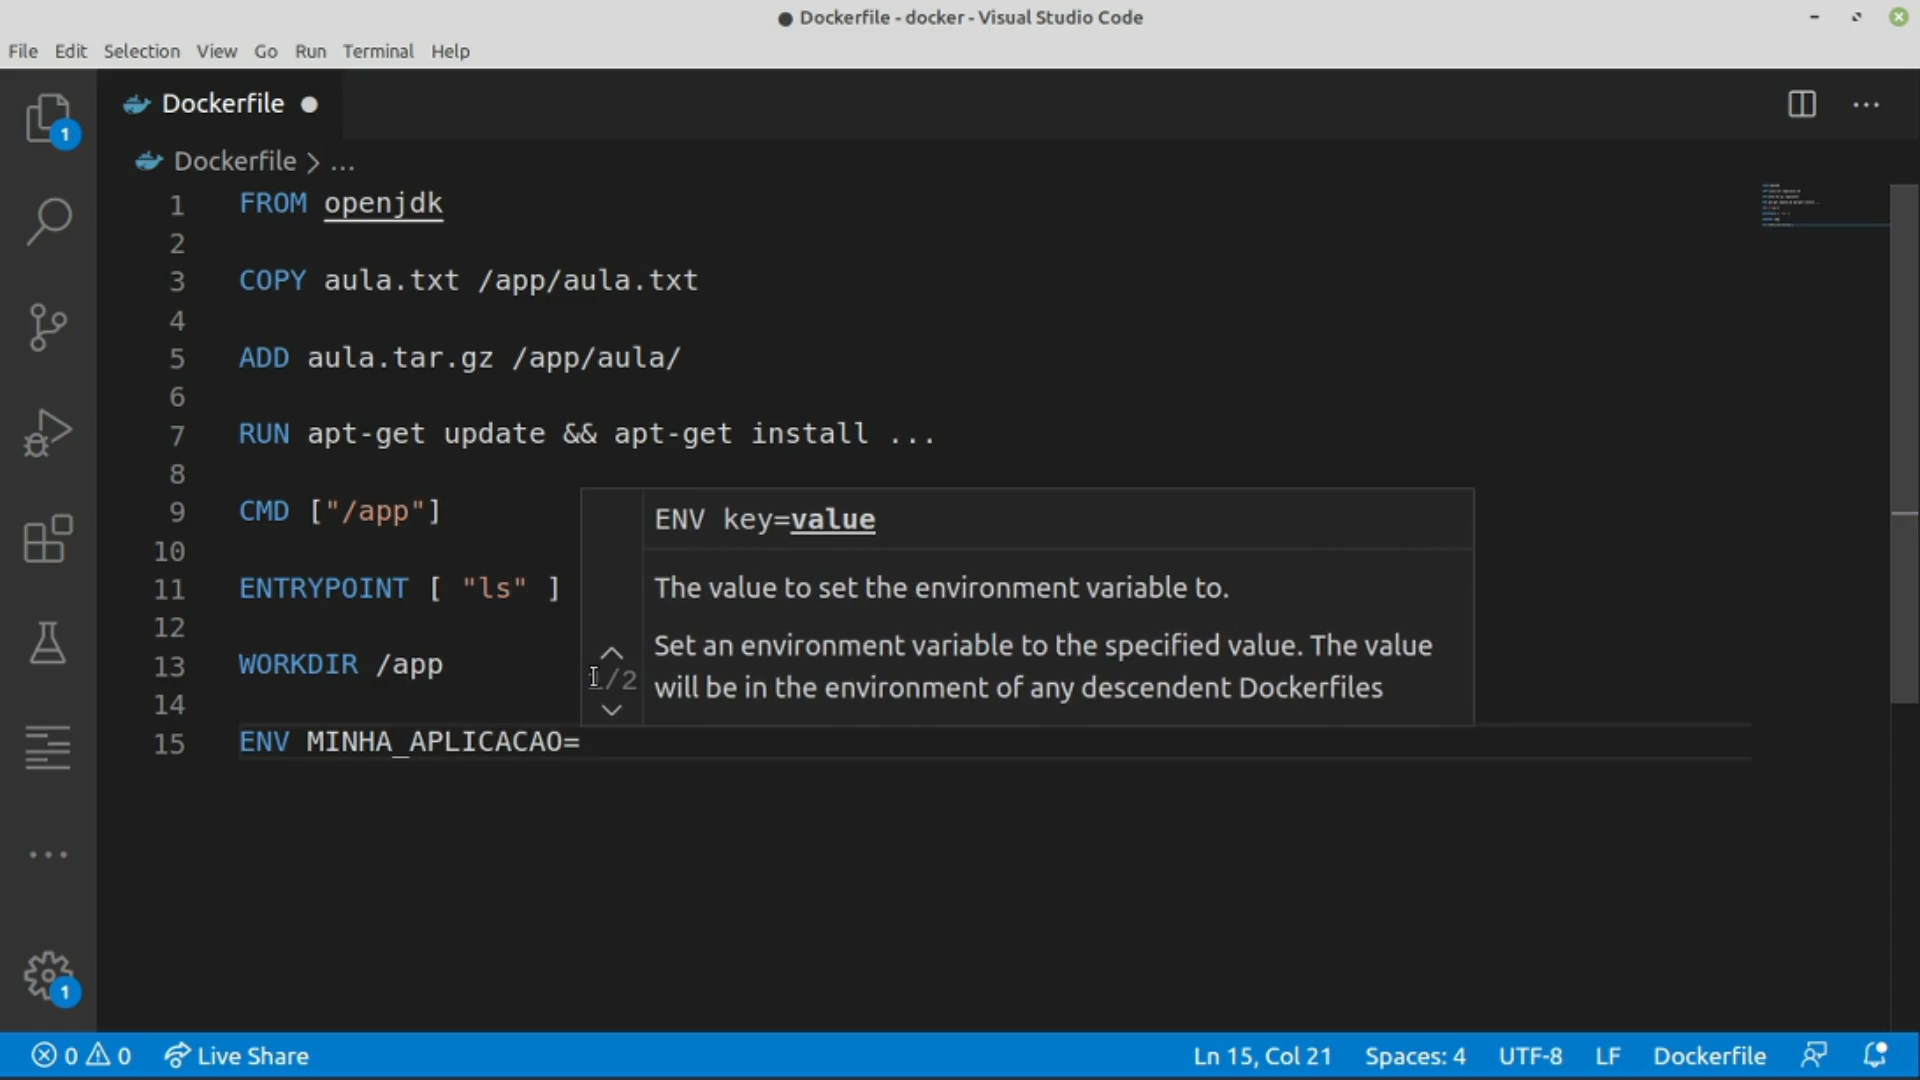 ● Dockerfile - docker - Visual Studio Code
File Edit Selection View Go Run Terminal Help
Dockerfile
1
Dockerfile > ...
1 FROM openjdk
2
3 COPY aula.txt /app/aula.txt
4
5 ADD aula.tar.gz /app/aula/
6
7 RUN apt-get update && apt-get install ...
8
9 CMD ["/app"]
10
11 ENTRYPOINT [ "ls" ]
12
13 WORKDIR /app
14
15 ENV MINHA_APLICACAO=
ENV key=value
The value to set the environment variable to.
Set an environment variable to the specified value. The value
will be in the environment of any descendent Dockerfiles
/2
1
0 0 Live Share Ln 15, Col 21 Spaces: 4 UTF-8 LF Dockerfile